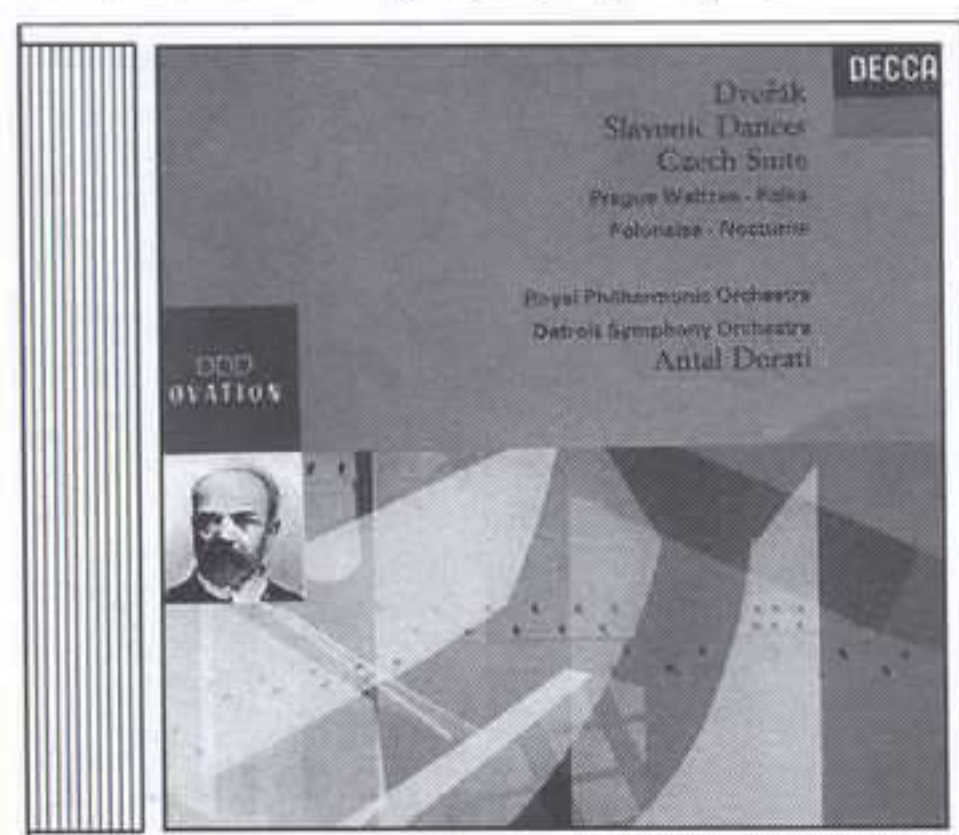 DECCA
Dvořák
Slavonic Dances
Czech Suite
Prague Waltzes - Polka
Polonaise - Nocturne
Royal Philharmonic Orchestra
Detroit Symphony Orchestra
Antal Dorati
DDD
OVATION